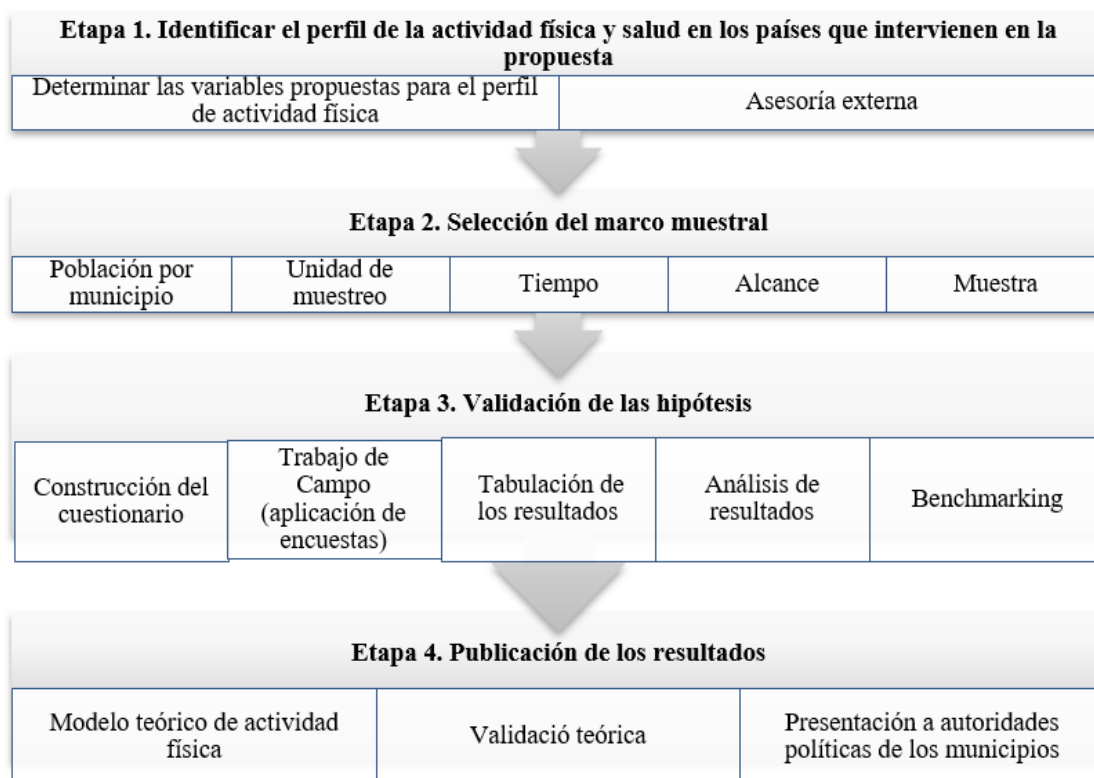 Etapa 1. Identificar el perfil de la actividad física y salud en los países que intervienen en la
propuesta
Determinar las variables propuestas para el perfil
de actividad física
Asesoría externa
Etapa 2. Selección del marco muestral
Población por
municipio
Unidad de
muestreo
Tiempo
Alcance
Muestra
Etapa 3. Validación de las hipótesis
Construcción del
cuestionario
Trabajo de
Campo
(aplicación de
encuestas)
Tabulación de
los resultados
Análisis de
resultados
Benchmarking
Etapa 4. Publicación de los resultados
Modelo teórico de actividad
física
Validació teórica
Presentación a autoridades
políticas de los municipios